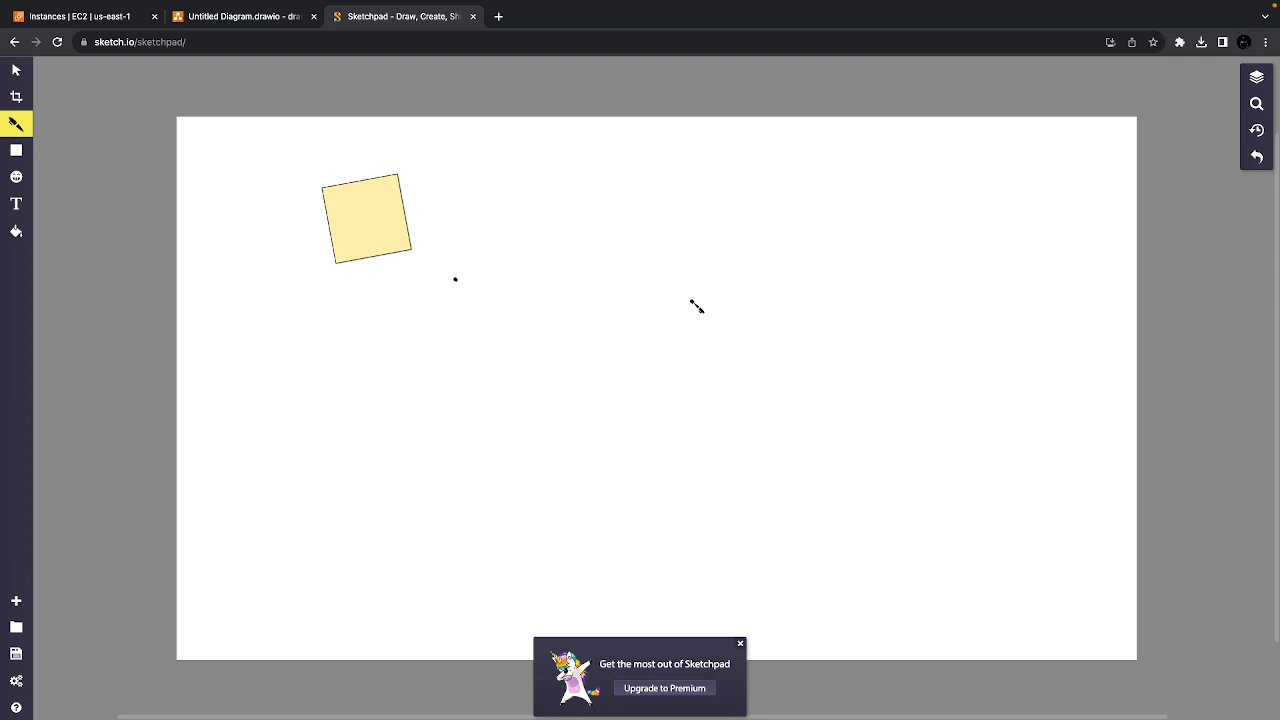 Instances | EC2 | us-east-1
Untitled Diagram.drawio - dra
Sketchpad - Draw, Create, Sh
sketch.io/sketchpad/
T
Get the most out of Sketchpad
Upgrade to Premium